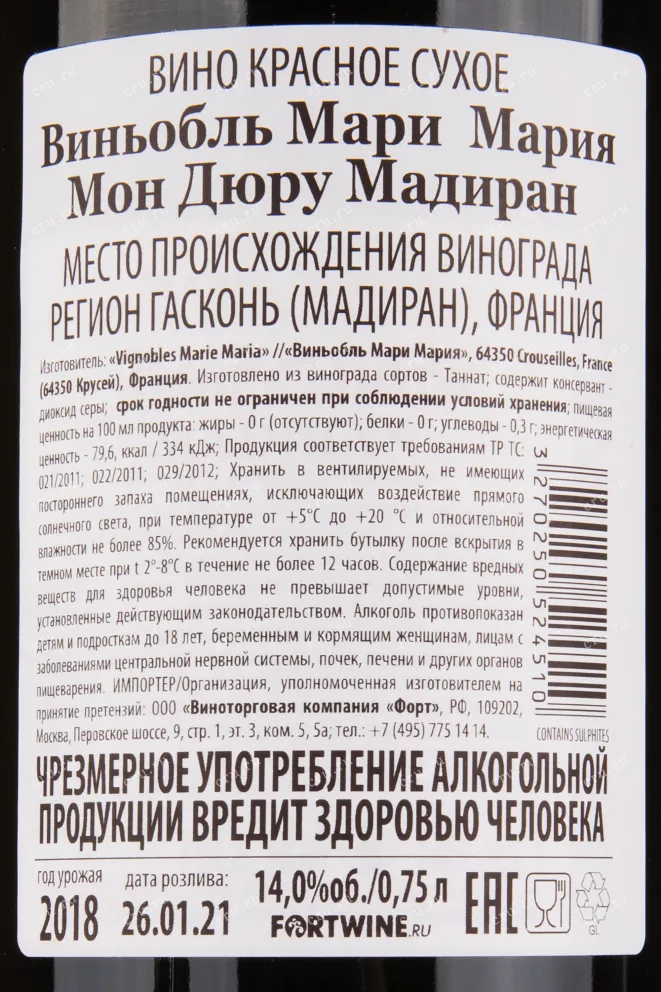 ВИНО КРАСНОЕ СУХОЕ
Виньобль Мари Мария
Мон Дюру Мадиран
МЕСТО ПРОИСХОЖДЕНИЯ ВИНОГРАДА
РЕГИОН ГАСКОНЬ (МАДИРАН), ФРАНЦИЯ
Изготовитель: «Vignobles Marie Maria» //«Виньобль Мари Мария», 64350 Crouseilles, France
(64350 Крусей), Франция. Изготовлено из винограда сортов - Таннат; содержит консервант -
диоксид серы; срок годности не ограничен при соблюдении условий хранения; пищевая
ценность на 100 мл продукта: жиры - 0 г (отсутствуют); белки - 0 г; углеводы - 0,3 г; энергетическая
ценность - 79,6, ккал / 334 кДж; Продукция соответствует требованиям ТР ТС:
021/2011; 022/2011; 029/2012; Хранить в вентилируемых, не имеющих
постороннего запаха помещениях, исключающих воздействие прямого
солнечного света, при температуре от +5°С до +20 °С и относительной
влажности не более 85%. Рекомендуется хранить бутылку после вскрытия в
темном месте при t 2°-8°С в течение не более 12 часов. Содержание вредных
веществ для здоровья человека не превышает допустимые уровни,
установленные действующим законодательством. Алкоголь противопоказан
детям и подросткам до 18 лет, беременным и кормящим женщинам, лицам с
заболеваниями центральной нервной системы, почек, печени и других органов
пищеварения. ИМПОРТЕР/Организация, уполномоченная изготовителем на
принятие претензий: ООО «Виноторговая компания «Форт», РФ, 109202,
Москва, Перовское шоссе, 9, стр. 1, эт. 3, ком. 5, 5а; тел.: +7 (495) 775 14 14.
3 270250 524510
CONTAINS SULPHITES
ЧРЕЗМЕРНОЕ УПОТРЕБЛЕНИЕ АЛКОГОЛЬНОЙ
ПРОДУКЦИИ ВРЕДИТ ЗДОРОВЬЮ ЧЕЛОВЕКА
год урожая
2018
дата розлива:
26.01.21
14,0%об./0,75 л
FORTWINE.RU
EAC
GL
cru.ru